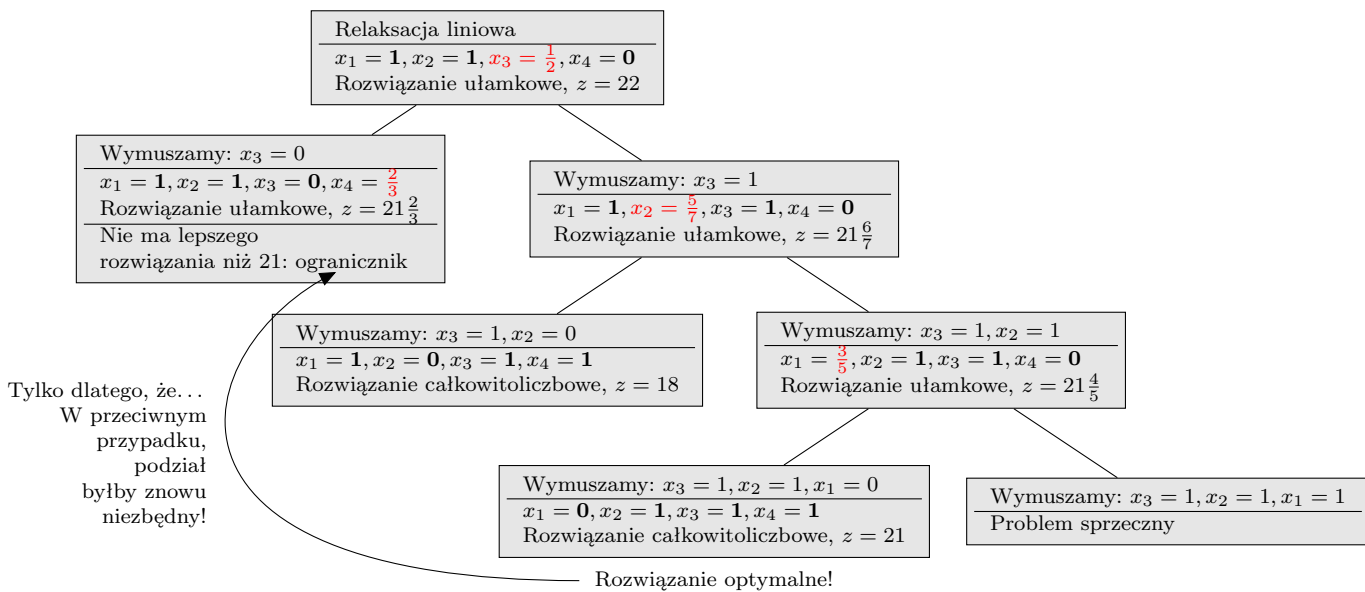 Relaksacja liniowa
x₁ = 1, x₂ = 1, x₃ = 1/2, x₄ = 0
Rozwiązanie ułamkowe, z = 22
Wymuszamy: x₃ = 0
x₁ = 1, x₂ = 1, x₃ = 0, x₄ = 2/3
Rozwiązanie ułamkowe, z = 21 2/3
Nie ma lepszego
rozwiązania niż 21: ogranicznik
Wymuszamy: x₃ = 1
x₁ = 1, x₂ = 5/7, x₃ = 1, x₄ = 0
Rozwiązanie ułamkowe, z = 21 6/7
Wymuszamy: x₃ = 1, x₂ = 0
x₁ = 1, x₂ = 0, x₃ = 1, x₄ = 1
Rozwiązanie całkowitoliczbowe, z = 18
Wymuszamy: x₃ = 1, x₂ = 1
x₁ = 3/5, x₂ = 1, x₃ = 1, x₄ = 0
Rozwiązanie ułamkowe, z = 21 4/5
Tylko dlatego, że...
W przeciwnym
przypadku,
podział
byłby znowu
niezbędny!
Wymuszamy: x₃ = 1, x₂ = 1, x₁ = 0
x₁ = 0, x₂ = 1, x₃ = 1, x₄ = 1
Rozwiązanie całkowitoliczbowe, z = 21
Wymuszamy: x₃ = 1, x₂ = 1, x₁ = 1
Problem sprzeczny
Rozwiązanie optymalne!